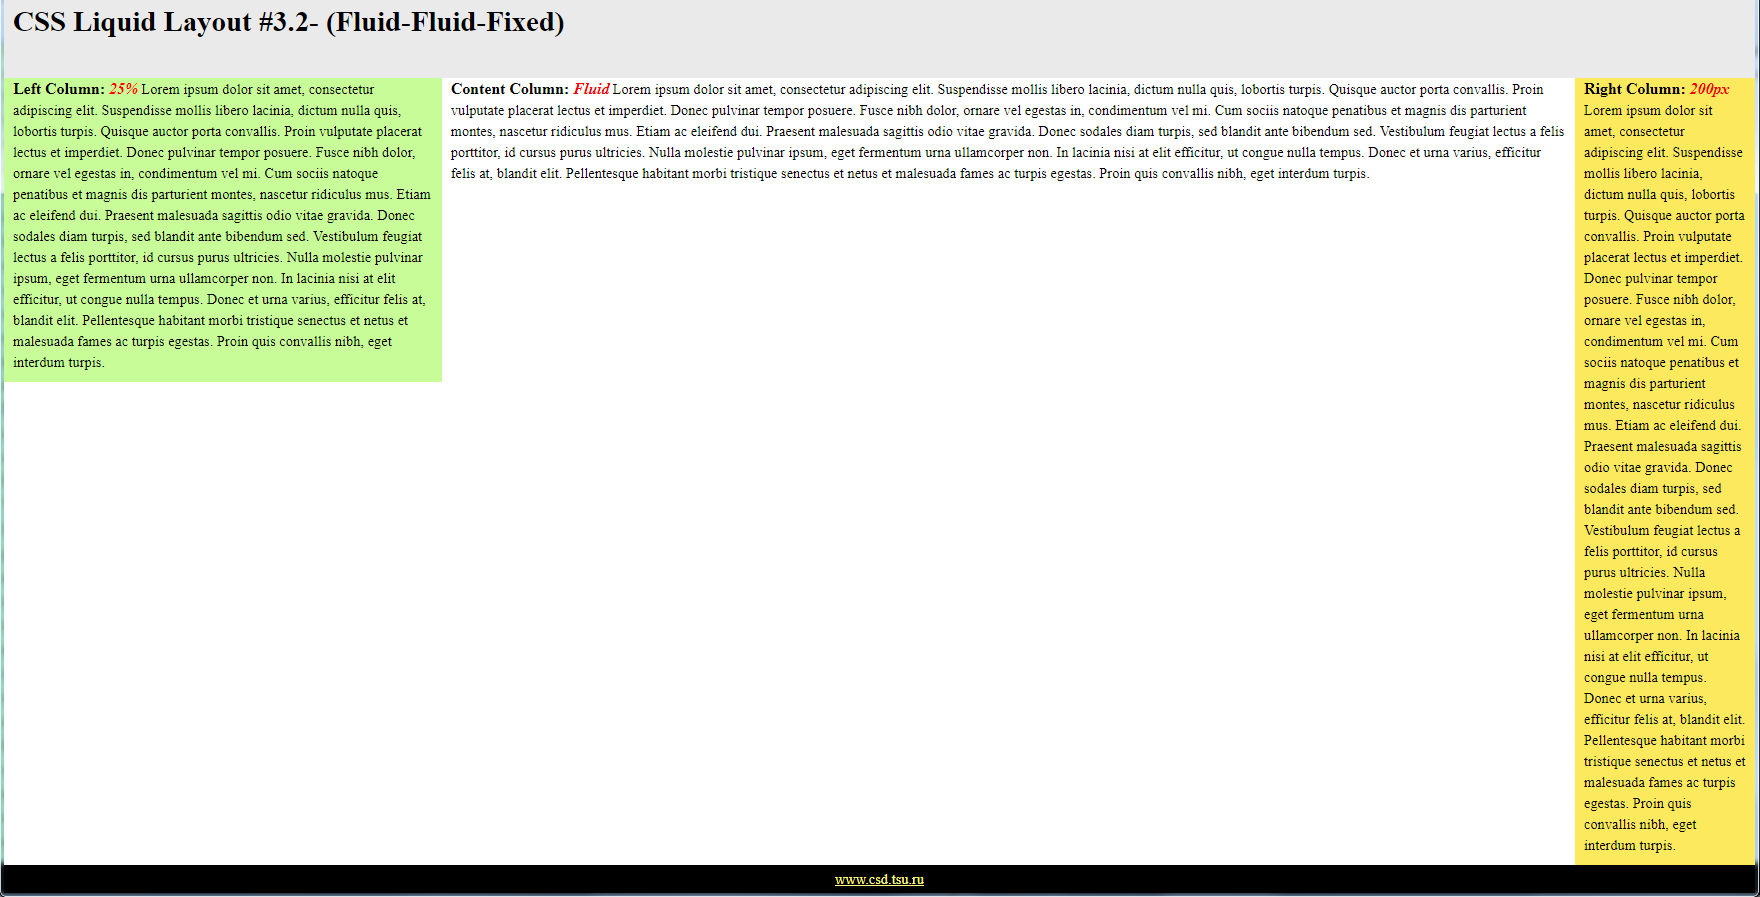 CSS Liquid Layout #3.2- (Fluid-Fluid-Fixed)
Left Column: 25% Lorem ipsum dolor sit amet, consectetur
adipiscing elit. Suspendisse mollis libero lacinia, dictum nulla quis,
lobortis turpis. Quisque auctor porta convallis. Proin vulputate placerat
lectus et imperdiet. Donec pulvinar tempor posuere. Fusce nibh dolor,
ornare vel egestas in, condimentum vel mi. Cum sociis natoque
penatibus et magnis dis parturient montes, nascetur ridiculus mus. Etiam
ac eleifend dui. Praesent malesuada sagittis odio vitae gravida. Donec
sodales diam turpis, sed blandit ante bibendum sed. Vestibulum feugiat
lectus a felis porttitor, id cursus purus ultricies. Nulla molestie pulvinar
ipsum, eget fermentum urna ullamcorper non. In lacinia nisi at elit
efficitur, ut congue nulla tempus. Donec et urna varius, efficitur felis at,
blandit elit. Pellentesque habitant morbi tristique senectus et netus et
malesuada fames ac turpis egestas. Proin quis convallis nibh, eget
interdum turpis.
Content Column: Fluid Lorem ipsum dolor sit amet, consectetur adipiscing elit. Suspendisse mollis libero lacinia, dictum nulla quis, lobortis turpis. Quisque auctor porta convallis. Proin
vulputate placerat lectus et imperdiet. Donec pulvinar tempor posuere. Fusce nibh dolor, ornare vel egestas in, condimentum vel mi. Cum sociis natoque penatibus et magnis dis parturient
montes, nascetur ridiculus mus. Etiam ac eleifend dui. Praesent malesuada sagittis odio vitae gravida. Donec sodales diam turpis, sed blandit ante bibendum sed. Vestibulum feugiat lectus a felis
porttitor, id cursus purus ultricies. Nulla molestie pulvinar ipsum, eget fermentum urna ullamcorper non. In lacinia nisi at elit efficitur, ut congue nulla tempus. Donec et urna varius, efficitur
felis at, blandit elit. Pellentesque habitant morbi tristique senectus et netus et malesuada fames ac turpis egestas. Proin quis convallis nibh, eget interdum turpis.
Right Column: 200px
Lorem ipsum dolor sit
amet, consectetur
adipiscing elit. Suspendisse
mollis libero lacinia,
dictum nulla quis, lobortis
turpis. Quisque auctor porta
convallis. Proin vulputate
placerat lectus et imperdiet.
Donec pulvinar tempor
posuere. Fusce nibh dolor,
ornare vel egestas in,
condimentum vel mi. Cum
sociis natoque penatibus et
magnis dis parturient
montes, nascetur ridiculus
mus. Etiam ac eleifend dui.
Praesent malesuada sagittis
odio vitae gravida. Donec
sodales diam turpis, sed
blandit ante bibendum sed.
Vestibulum feugiat lectus a
felis porttitor, id cursus
purus ultricies. Nulla
molestie pulvinar ipsum,
eget fermentum urna
ullamcorper non. In lacinia
nisi at elit efficitur, ut
congue nulla tempus.
Donec et urna varius,
efficitur felis at, blandit elit.
Pellentesque habitant morbi
tristique senectus et netus et
malesuada fames ac turpis
egestas. Proin quis
convallis nibh, eget
interdum turpis.
www.csd.tsu.ru